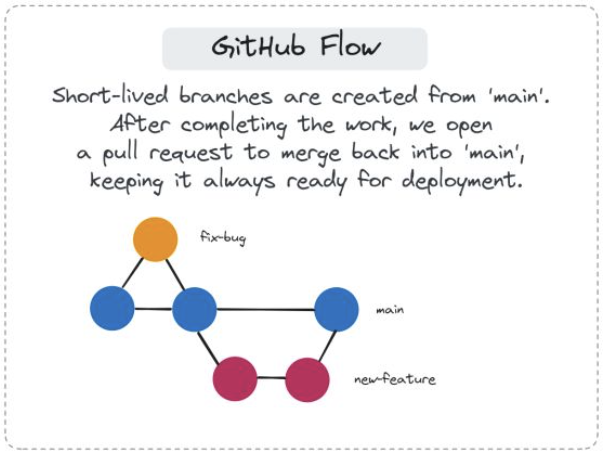 GitHub Flow
Short-lived branches are created from 'main'.
After completing the work, we open
a pull request to merge back into 'main',
keeping it always ready for deployment.
fix-bug
main
new-feature